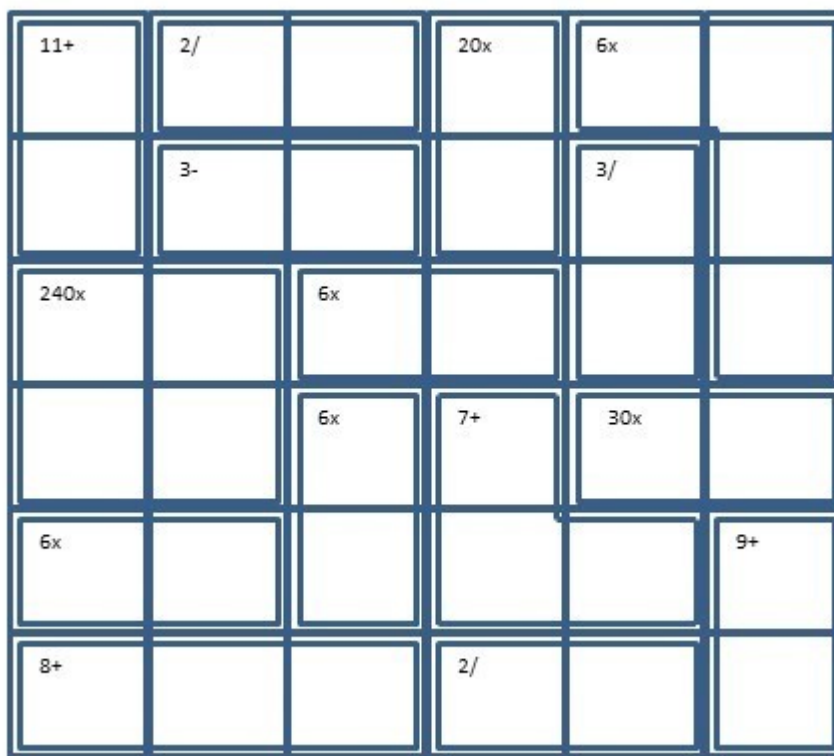 11+ 2/ 20x 6x
3- 3/
240x 6x
6x 7+ 30x
6x 9+
8+ 2/